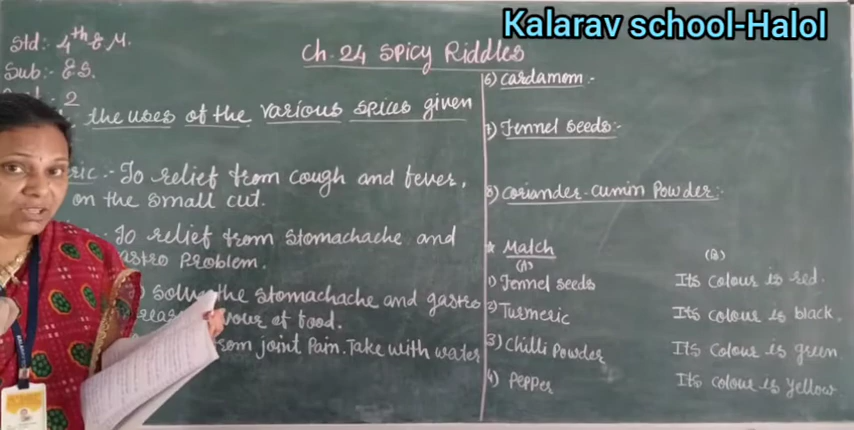 Kalarav school-Halol
Std:- 4th E M.
Sub:- E.S.
Ch. 24 Spicy Riddles
2
the uses of the various spices given
ric:- To relief from cough and fever,
on the small cut.
To relief from stomachache and
astro Problem.
Solve the stomachache and gastro
vour of food.
joint Pain. Take with water
6) Cardamom:-
7) Fennel seeds:-
8) Coriander-cumin Powder:-
* Match
(A) (B)
1) Fennel seeds Its colour is red.
2) Turmeric Its colour is black.
3) Chilli Powder Its colour is green
4) Pepper Its colour is yellow